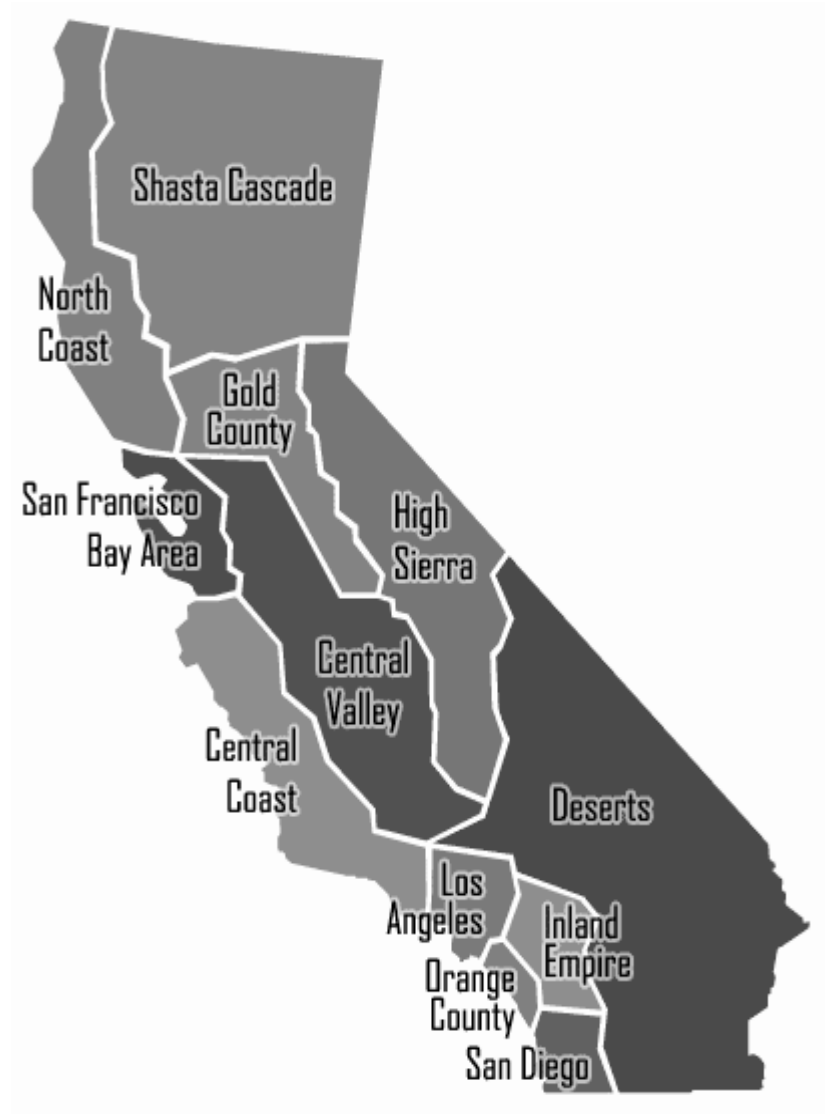 Shasta Cascade
North
Coast
Gold
County
San Francisco
Bay Area
High
Sierra
Central
Valley
Central
Coast
Deserts
Los
Angeles
Inland
Empire
Orange
County
San Diego